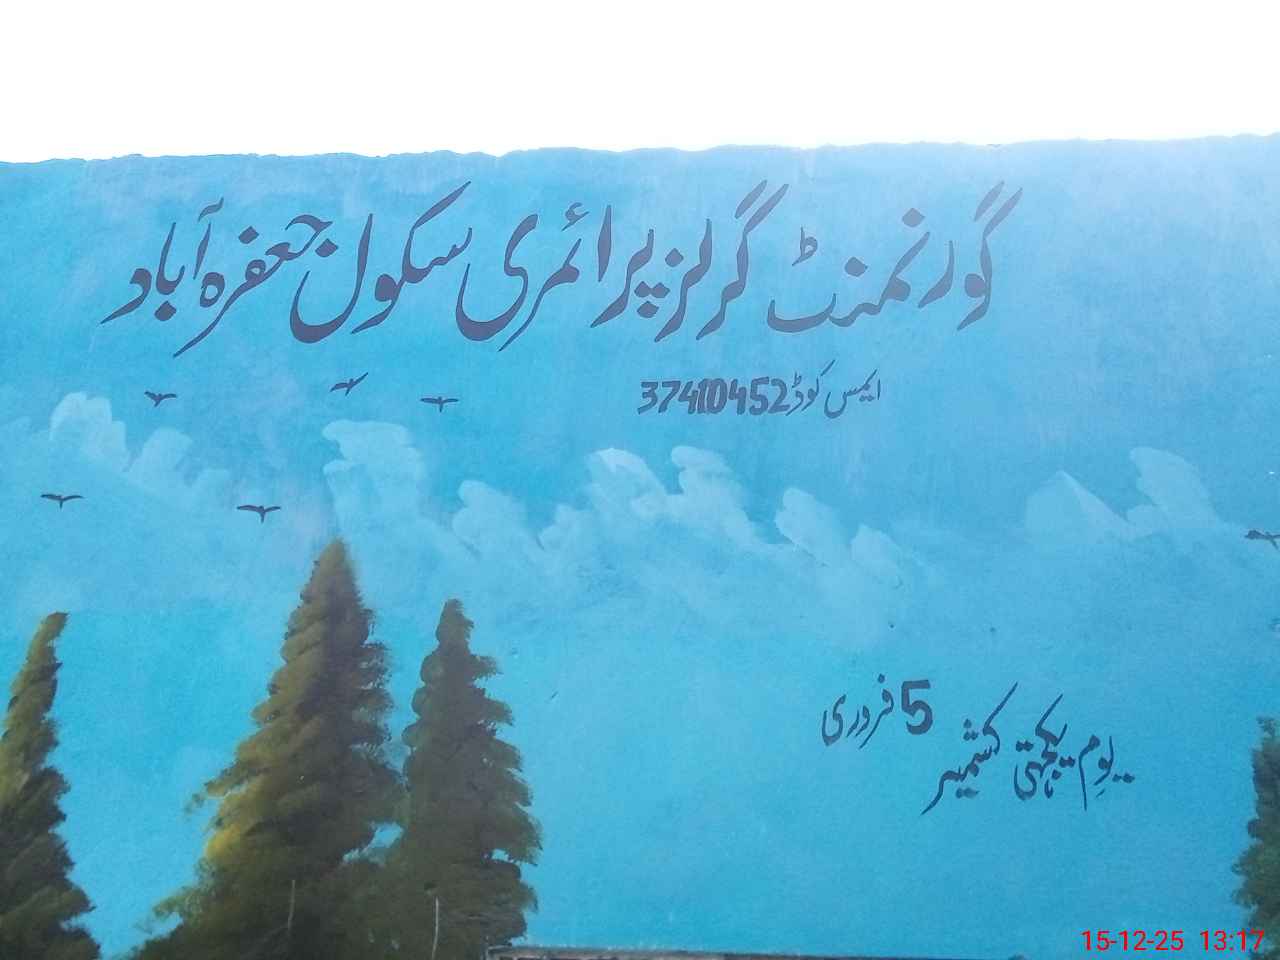 گورنمنٹ گرلز پرائمری سکول جعفرہ آباد
ایمس کوڈ 37410452
5 فروری
یومِ یکجہتی کشمیر
15-12-25 13:17